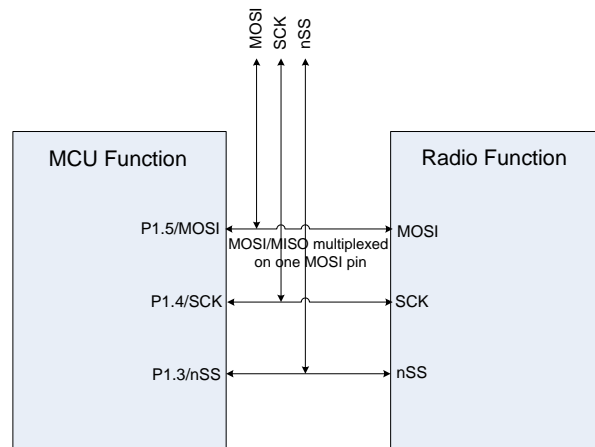 MOSI
SCK
nSS
MCU Function
Radio Function
P1.5/MOSI
MOSI
MOSI/MISO multiplexed
on one MOSI pin
P1.4/SCK
SCK
P1.3/nSS
nSS